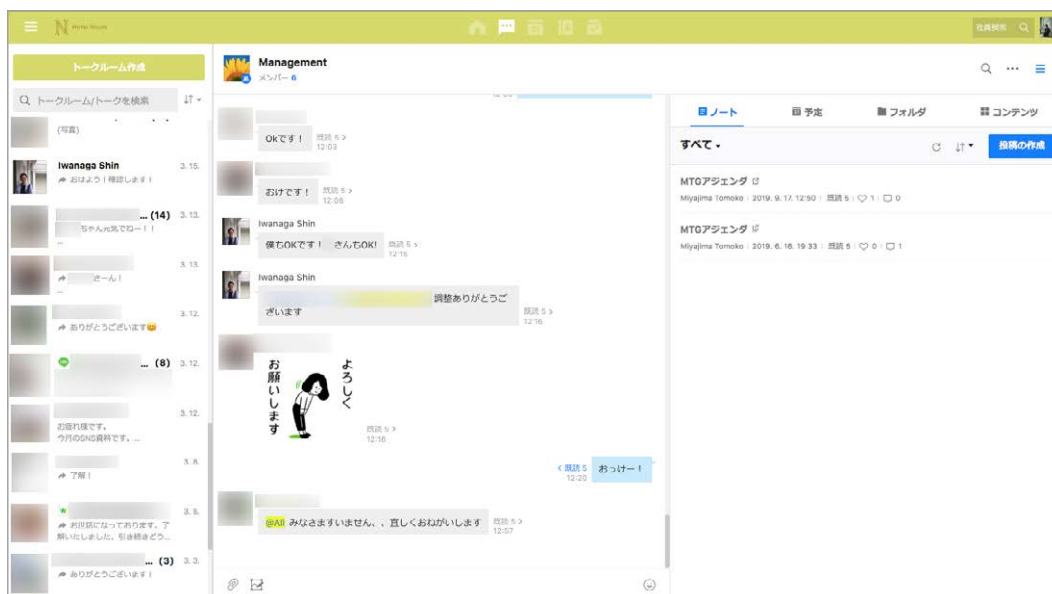 N
社員検索
トークルーム作成
トークルーム/トークを検索
(写真)
Iwanaga Shin
3. 15.
おはよう！確認します！
... (14)
3. 13.
ちゃん元気でねー！！
...
3. 13.
さーん！
...
3. 12.
ありがとうございます
... (8)
3. 12.
3. 12.
お疲れ様です。
今月のSNS資料です。...
3. 8.
了解！
3. 5.
お世話になっております。了
解いたしました。引き続きどう...
... (3)
3. 3.
ありがとうございます！
Management
メンバー 6
Okです！
既読 5 >
12:03
おけです！
既読 5 >
12:06
Iwanaga Shin
僕もOKです！ さんもOK!
既読 5 >
12:16
Iwanaga Shin
調整ありがとうご
ざいます
既読 5 >
12:16
よろしく
お願いします
既読 5 >
12:16
< 既読 5
12:20
おっけー！
@All みなさますいません、、宜しくおねがいします
既読 5 >
12:57
ノート
予定
フォルダ
コンテンツ
すべて
投稿の作成
MTGアジェンダ
Miyajima Tomoko | 2019. 9. 17. 12:50 | 既読 5 | 1 | 0
MTGアジェンダ
Miyajima Tomoko | 2019. 6. 16. 19:33 | 既読 5 | 0 | 1